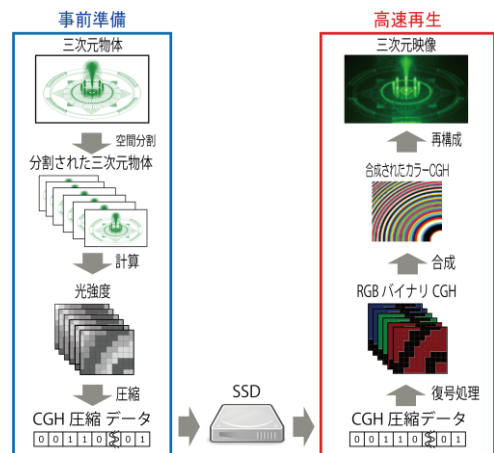 事前準備
三次元物体
空間分割
分割された三次元物体
計算
光強度
圧縮
CGH 圧縮 データ
0 0 1 1 0 0 1
SSD
高速再生
三次元映像
再構成
合成されたカラーCGH
合成
RGB バイナリ CGH
復号処理
CGH 圧縮データ
0 0 1 1 0 0 1